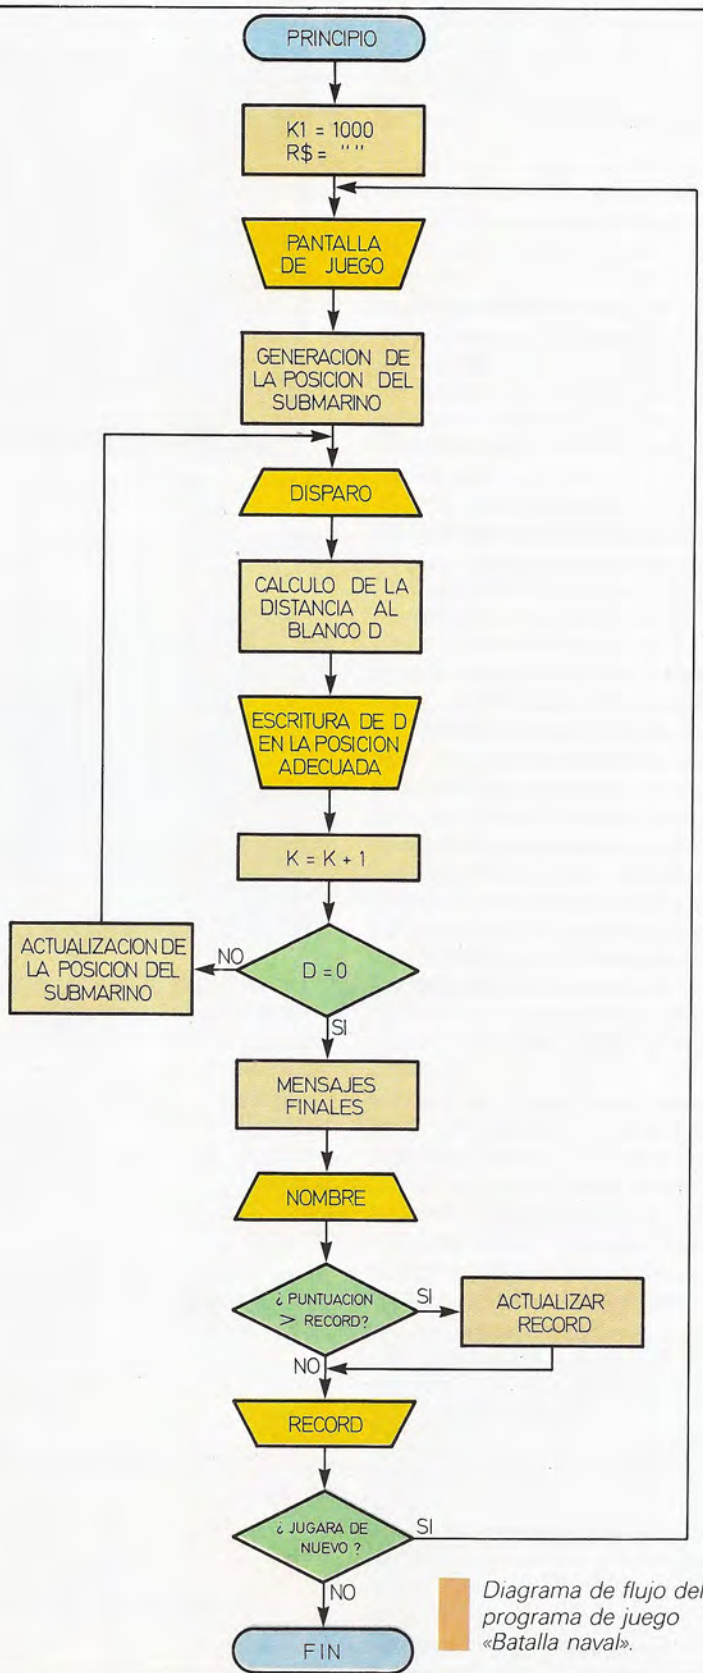 PRINCIPIO
K1 = 1000
R$ = " "
PANTALLA
DE JUEGO
GENERACION DE
LA POSICION DEL
SUBMARINO
DISPARO
CALCULO DE LA
DISTANCIA AL
BLANCO D
ESCRITURA DE D
EN LA POSICION
ADECUADA
K = K + 1
ACTUALIZACION DE
LA POSICION DEL
SUBMARINO
NO
D = 0
SI
MENSAJES
FINALES
NOMBRE
¿ PUNTUACION
> RECORD?
SI
ACTUALIZAR
RECORD
NO
RECORD
¿ JUGARA DE
NUEVO ?
SI
NO
FIN
Diagrama de flujo del
programa de juego
«Batalla naval».